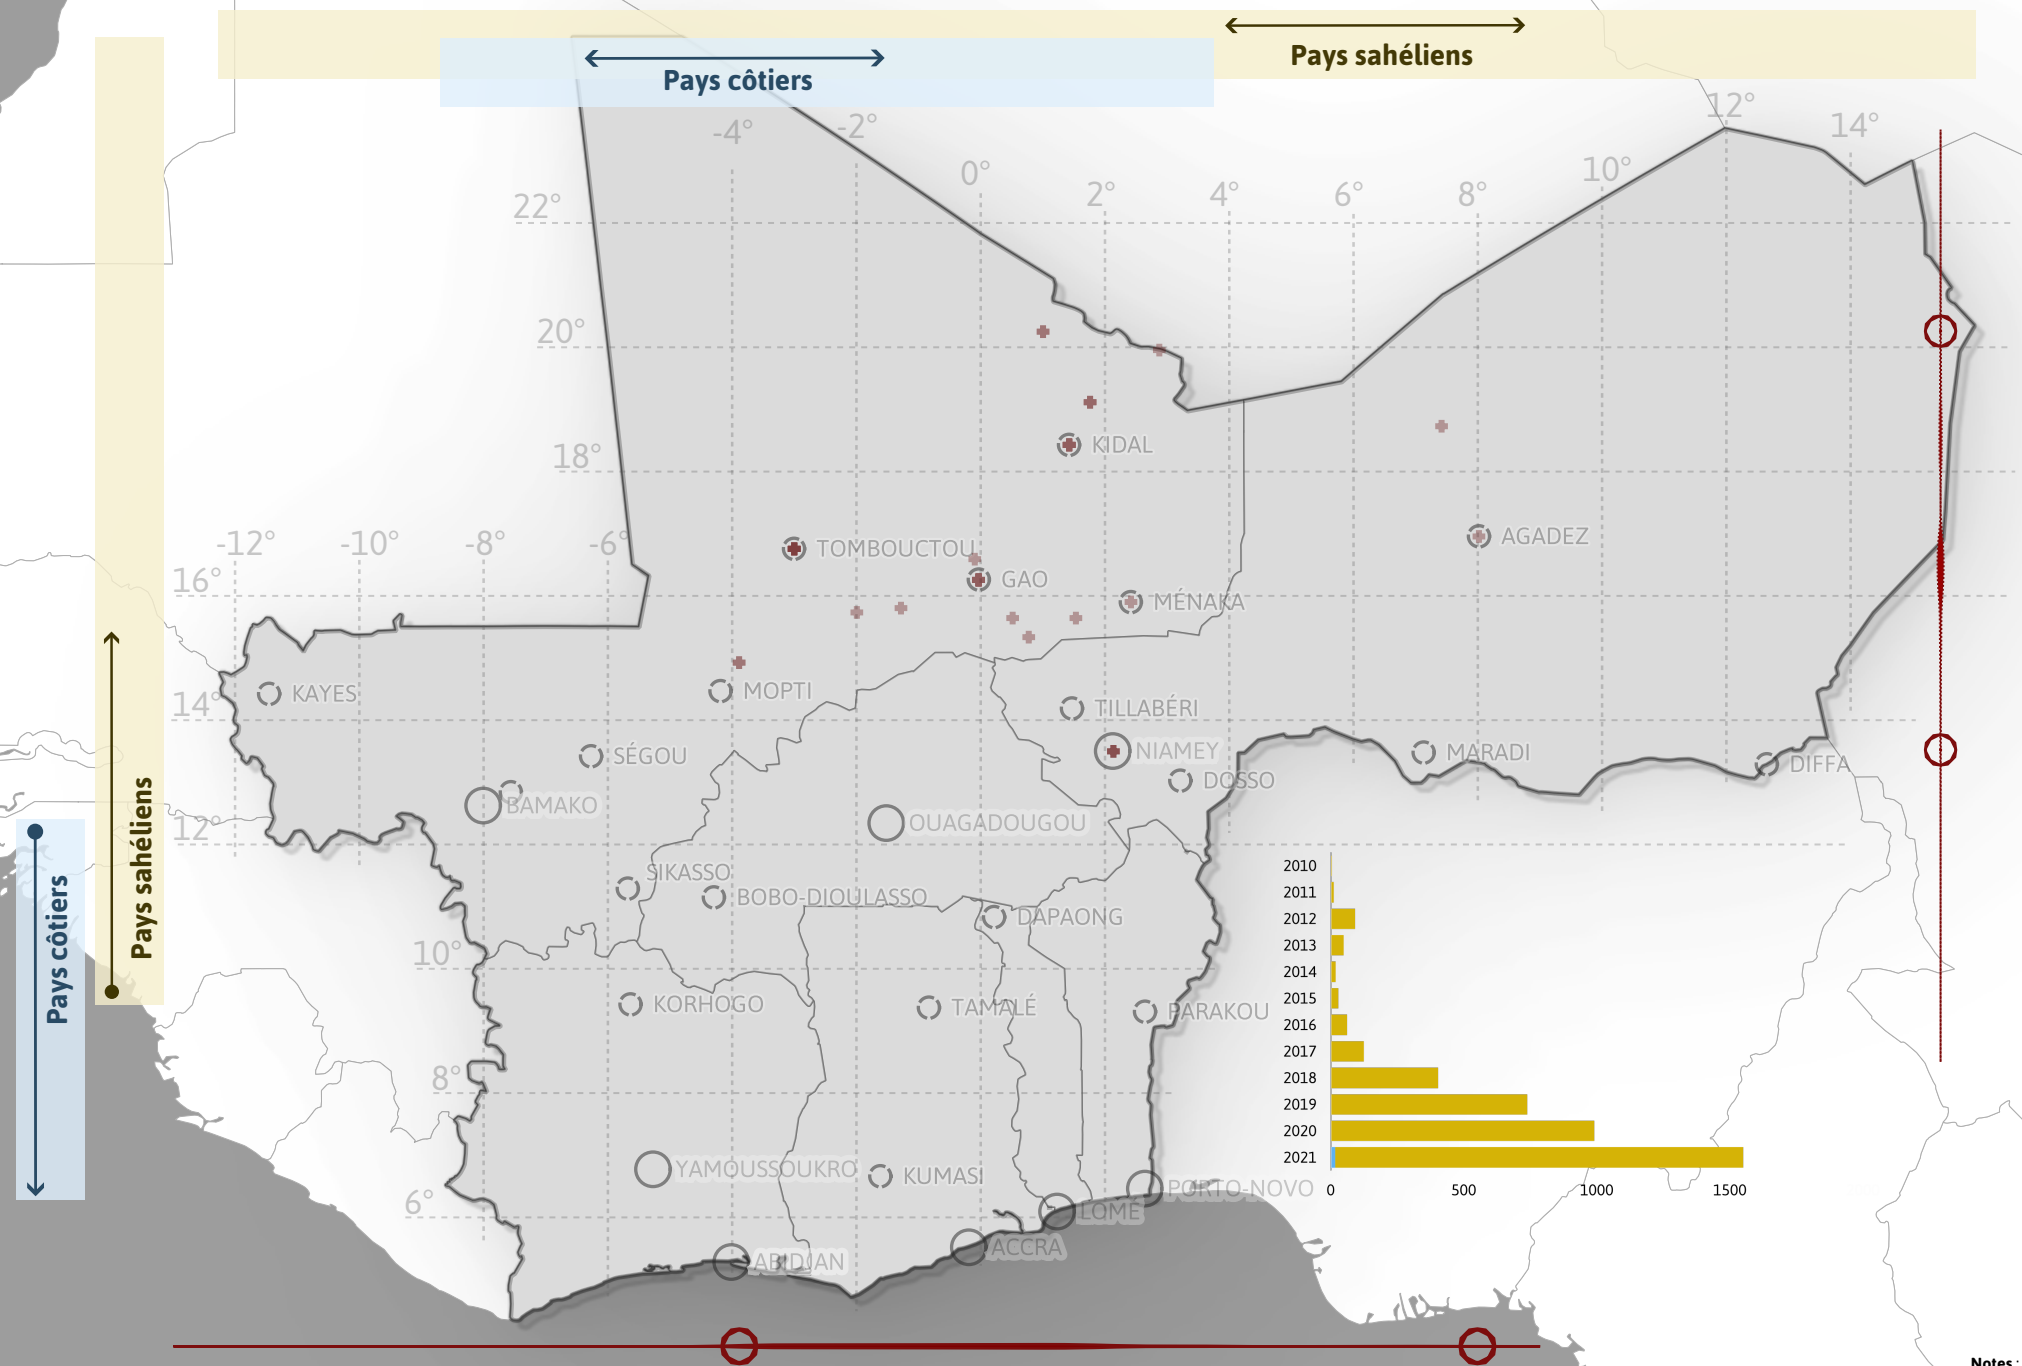 Pays sahéliens
Pays côtiers
-4°
-2°
0°
2°
4°
6°
8°
10°
12°
14°
22°
20°
18°
-12°
-10°
-8°
-6°
16°
14°
12°
10°
8°
6°
KIDAL
TOMBOUCTOU
GAO
MÉNAKA
AGADEZ
KAYES
MOPTI
TILLABÉRI
SÉGOU
NIAMEY
MARADI
DIFFA
DOSSO
BAMAKO
OUAGADOUGOU
SIKASSO
BOBO-DIOULASSO
DAPAONG
KORHOGO
TAMALÉ
PARAKOU
YAMOUSSOUKRO
KUMASI
PORTO-NOVO
LOMÉ
ACCRA
ABIDJAN
Pays sahéliens
Pays côtiers
2010
2011
2012
2013
2014
2015
2016
2017
2018
2019
2020
2021
0 500 1000 1500
Notes :